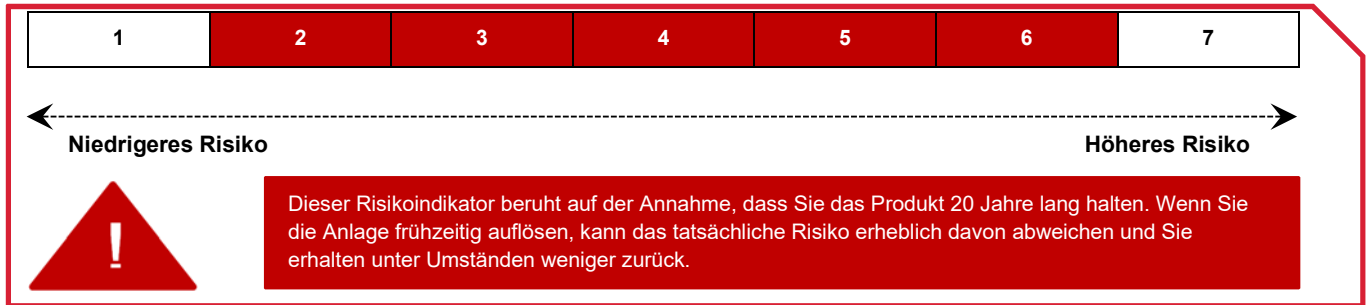 1 2 3 4 5 6 7
Niedrigeres Risiko Höheres Risiko
!
Dieser Risikoindikator beruht auf der Annahme, dass Sie das Produkt 20 Jahre lang halten. Wenn Sie
die Anlage frühzeitig auflösen, kann das tatsächliche Risiko erheblich davon abweichen und Sie
erhalten unter Umständen weniger zurück.